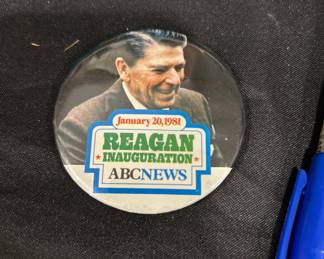 January 20, 1981
REAGAN
INAUGURATION
ABCNEWS